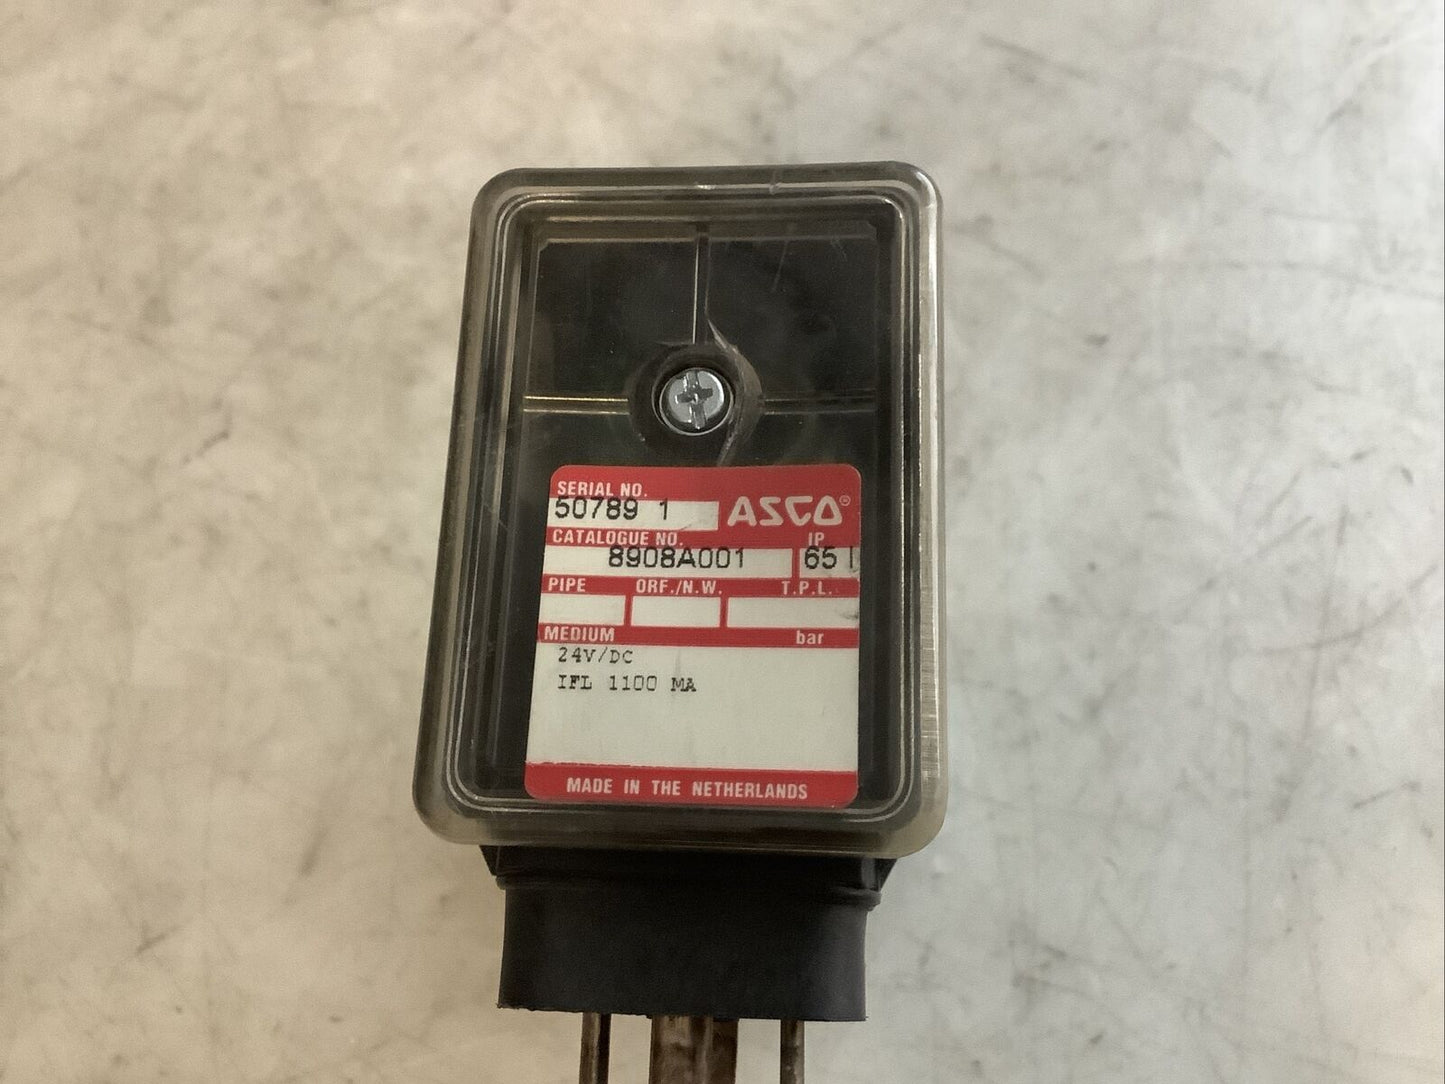 SERIAL NO.
50789 1
ASCO®
CATALOGUE NO.
IP
8908A001
65
PIPE
ORF./N.W.
T.P.L.
MEDIUM
bar
24V/DC
IFL 1100 MA
MADE IN THE NETHERLANDS